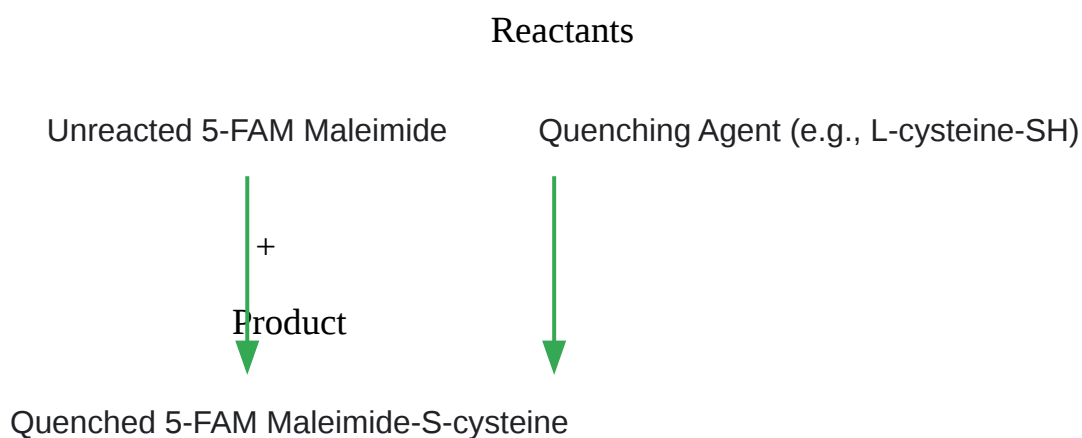 Reactants
Unreacted 5-FAM Maleimide
Quenching Agent (e.g., L-cysteine-SH)
+
Product
Quenched 5-FAM Maleimide-S-cysteine